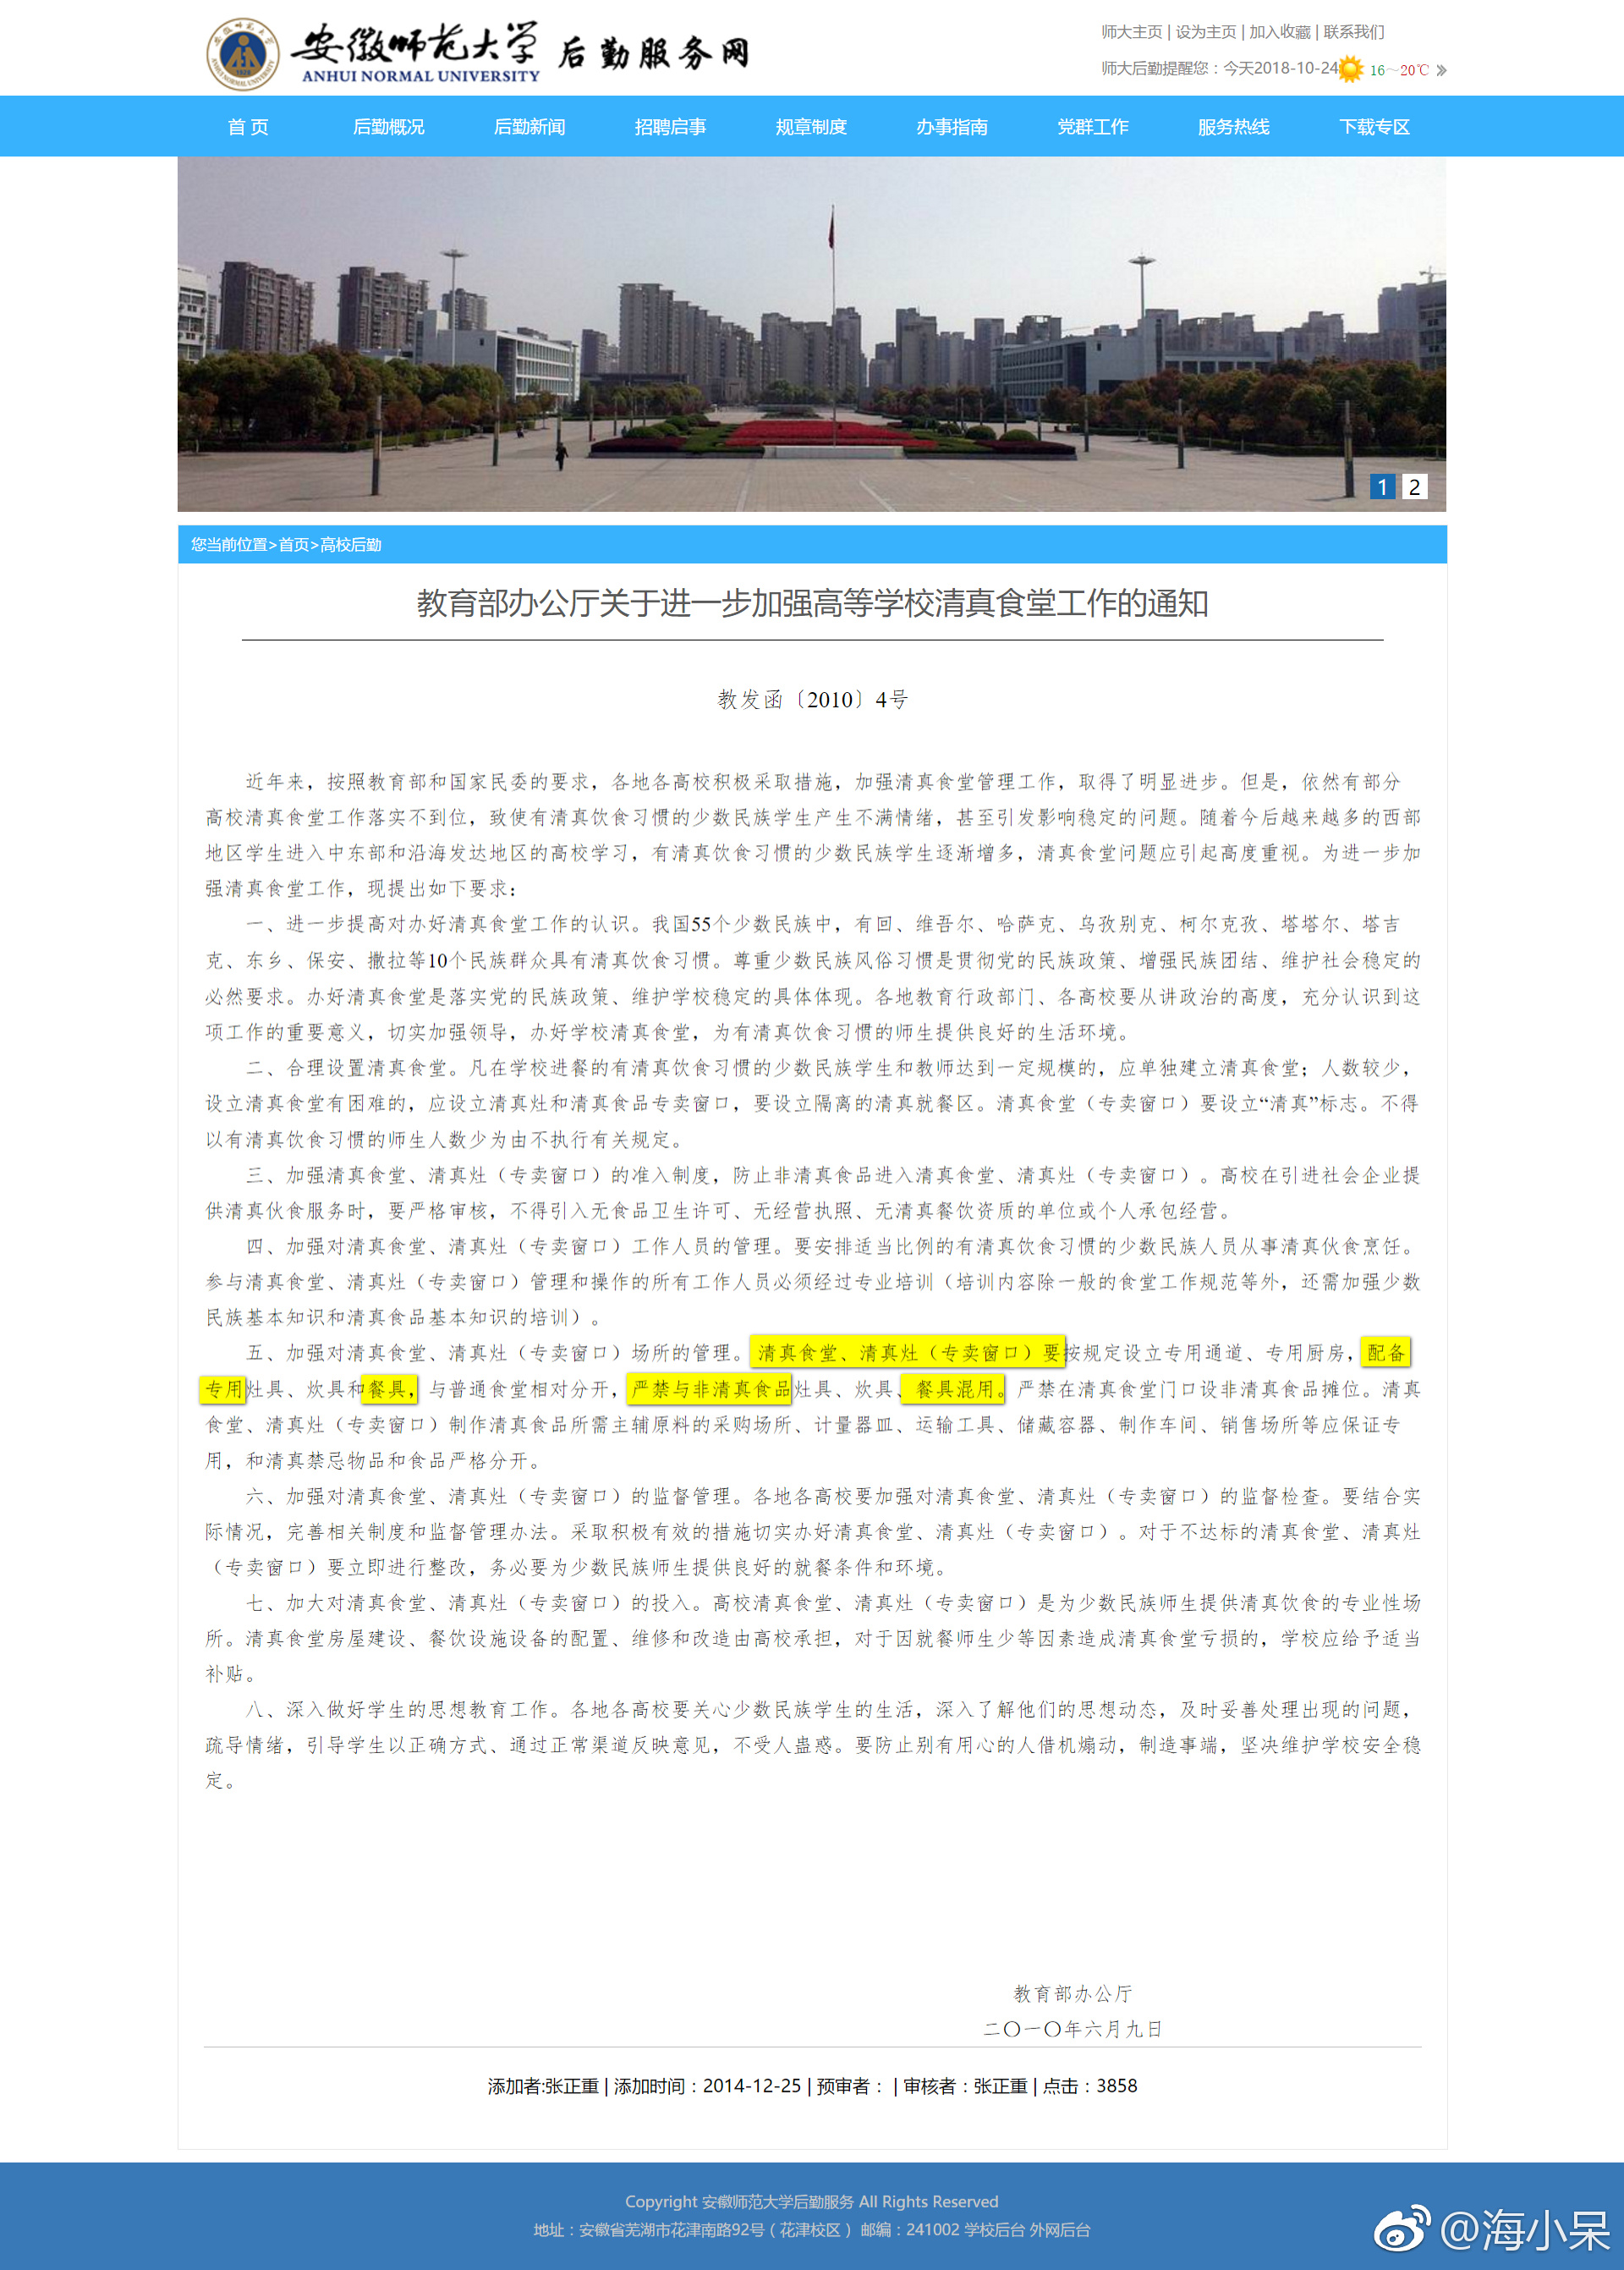 安徽师范大学 后勤服务网
ANHUI NORMAL UNIVERSITY
师大主页 | 设为主页 | 加入收藏 | 联系我们
师大后勤提醒您：今天2018-10-24 16～20℃
首 页 后勤概况 后勤新闻 招聘启事 规章制度 办事指南 党群工作 服务热线 下载专区
1 2
您当前位置>首页>高校后勤
教育部办公厅关于进一步加强高等学校清真食堂工作的通知
教发函〔2010〕4号
近年来，按照教育部和国家民委的要求，各地各高校积极采取措施，加强清真食堂管理工作，取得了明显进步。但是，依然有部分
高校清真食堂工作落实不到位，致使有清真饮食习惯的少数民族学生产生不满情绪，甚至引发影响稳定的问题。随着今后越来越多的西部
地区学生进入中东部和沿海发达地区的高校学习，有清真饮食习惯的少数民族学生逐渐增多，清真食堂问题应引起高度重视。为进一步加
强清真食堂工作，现提出如下要求：
一、进一步提高对办好清真食堂工作的认识。我国55个少数民族中，有回、维吾尔、哈萨克、乌孜别克、柯尔克孜、塔塔尔、塔吉
克、东乡、保安、撒拉等10个民族群众具有清真饮食习惯。尊重少数民族风俗习惯是贯彻党的民族政策、增强民族团结、维护社会稳定的
必然要求。办好清真食堂是落实党的民族政策、维护学校稳定的具体体现。各地教育行政部门、各高校要从讲政治的高度，充分认识到这
项工作的重要意义，切实加强领导，办好学校清真食堂，为有清真饮食习惯的师生提供良好的生活环境。
二、合理设置清真食堂。凡在学校进餐的有清真饮食习惯的少数民族学生和教师达到一定规模的，应单独建立清真食堂；人数较少，
设立清真食堂有困难的，应设立清真灶和清真食品专卖窗口，要设立隔离的清真就餐区。清真食堂（专卖窗口）要设立“清真”标志。不得
以有清真饮食习惯的师生人数少为由不执行有关规定。
三、加强清真食堂、清真灶（专卖窗口）的准入制度，防止非清真食品进入清真食堂、清真灶（专卖窗口）。高校在引进社会企业提
供清真伙食服务时，要严格审核，不得引入无食品卫生许可、无经营执照、无清真餐饮资质的单位或个人承包经营。
四、加强对清真食堂、清真灶（专卖窗口）工作人员的管理。要安排适当比例的有清真饮食习惯的少数民族人员从事清真伙食烹饪。
参与清真食堂、清真灶（专卖窗口）管理和操作的所有工作人员必须经过专业培训（培训内容除一般的食堂工作规范等外，还需加强少数
民族基本知识和清真食品基本知识的培训）。
五、加强对清真食堂、清真灶（专卖窗口）场所的管理。清真食堂、清真灶（专卖窗口）要按规定设立专用通道、专用厨房，配备
专用灶具、炊具和餐具，与普通食堂相对分开，严禁与非清真食品灶具、炊具、餐具混用。严禁在清真食堂门口设非清真食品摊位。清真
食堂、清真灶（专卖窗口）制作清真食品所需主辅原料的采购场所、计量器皿、运输工具、储藏容器、制作车间、销售场所等应保证专
用，和清真禁忌物品和食品严格分开。
六、加强对清真食堂、清真灶（专卖窗口）的监督管理。各地各高校要加强对清真食堂、清真灶（专卖窗口）的监督检查。要结合实
际情况，完善相关制度和监督管理办法。采取积极有效的措施切实办好清真食堂、清真灶（专卖窗口）。对于不达标的清真食堂、清真灶
（专卖窗口）要立即进行整改，务必要为少数民族师生提供良好的就餐条件和环境。
七、加大对清真食堂、清真灶（专卖窗口）的投入。高校清真食堂、清真灶（专卖窗口）是为少数民族师生提供清真饮食的专业性场
所。清真食堂房屋建设、餐饮设施设备的配置、维修和改造由高校承担，对于因就餐师生少等因素造成清真食堂亏损的，学校应给予适当
补贴。
八、深入做好学生的思想教育工作。各地各高校要关心少数民族学生的生活，深入了解他们的思想动态，及时妥善处理出现的问题，
疏导情绪，引导学生以正确方式、通过正常渠道反映意见，不受人蛊惑。要防止别有用心的人借机煽动，制造事端，坚决维护学校安全稳
定。
教育部办公厅
二〇一〇年六月九日
添加者:张正重 | 添加时间：2014-12-25 | 预审者： | 审核者：张正重 | 点击：3858
Copyright 安徽师范大学后勤服务 All Rights Reserved
地址：安徽省芜湖市花津南路92号（花津校区） 邮编：241002 学校后台 外网后台
@海小呆